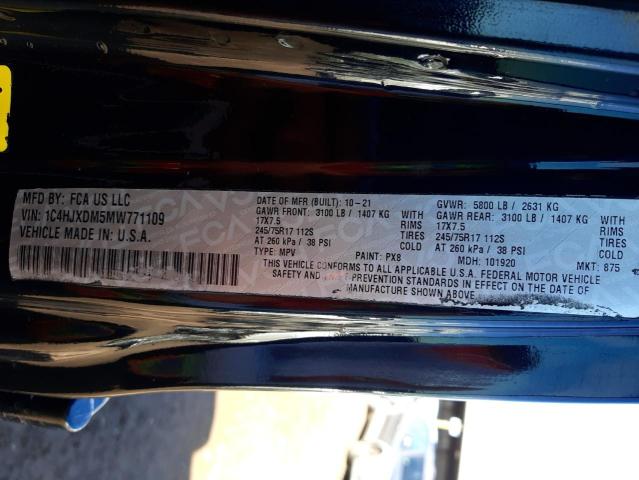 MFD BY: FCA US LLC
VIN: 1C4HJXDM5MW771109
VEHICLE MADE IN: U.S.A.
DATE OF MFR (BUILT): 10-21
GAWR FRONT: 3100 LB / 1407 KG WITH
17X7.5 RIMS
245/75R17 112S TIRES
AT 260 kPa / 38 PSI COLD
TYPE: MPV PAINT: PX8
GVWR: 5800 LB / 2631 KG
GAWR C4HREAR: 3100 LB / 1407 KG WITH
17X7.5 RIMS
245/75R17 112S TIRES
AT 260 kPa / 38 PSI COLD
MDH: 101920 MKT: 875
THIS VEHICLE CONFORMS TO ALL APPLICABLE U.S.A. FEDERAL MOTOR VEHICLE
SAFETY AND PREVENTION STANDARDS IN EFFECT ON THE DATE OF
MANUFACTURE SHOWN ABOVE